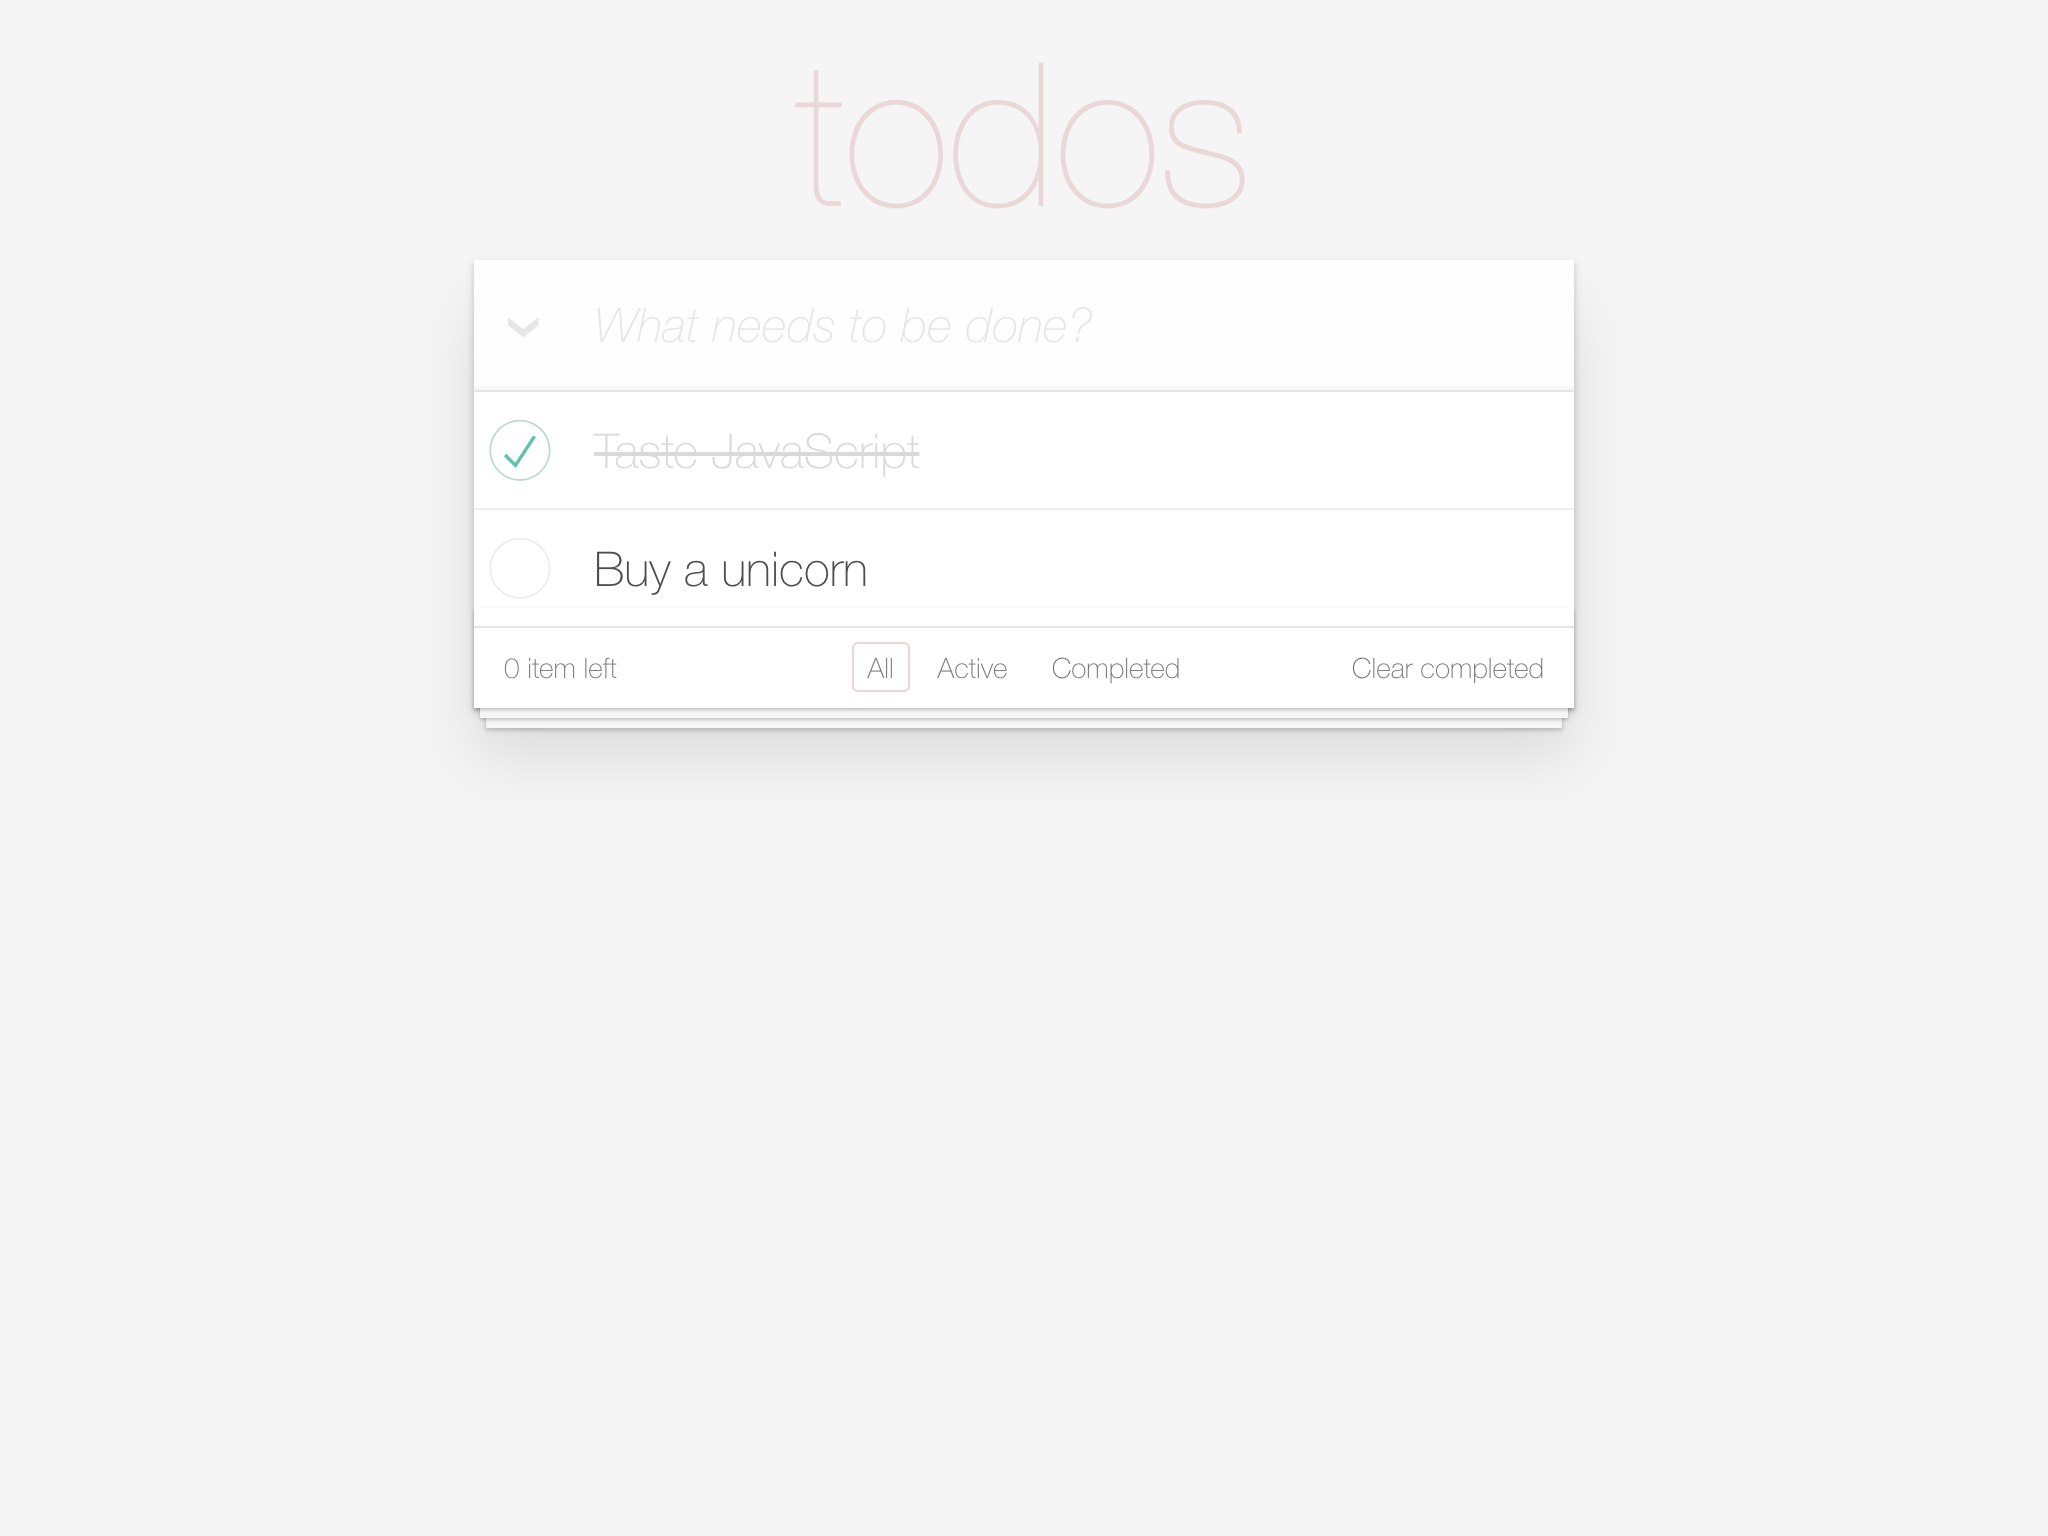 todos
What needs to be done?
Taste JavaScript
Buy a unicorn
0 item left All Active Completed Clear completed